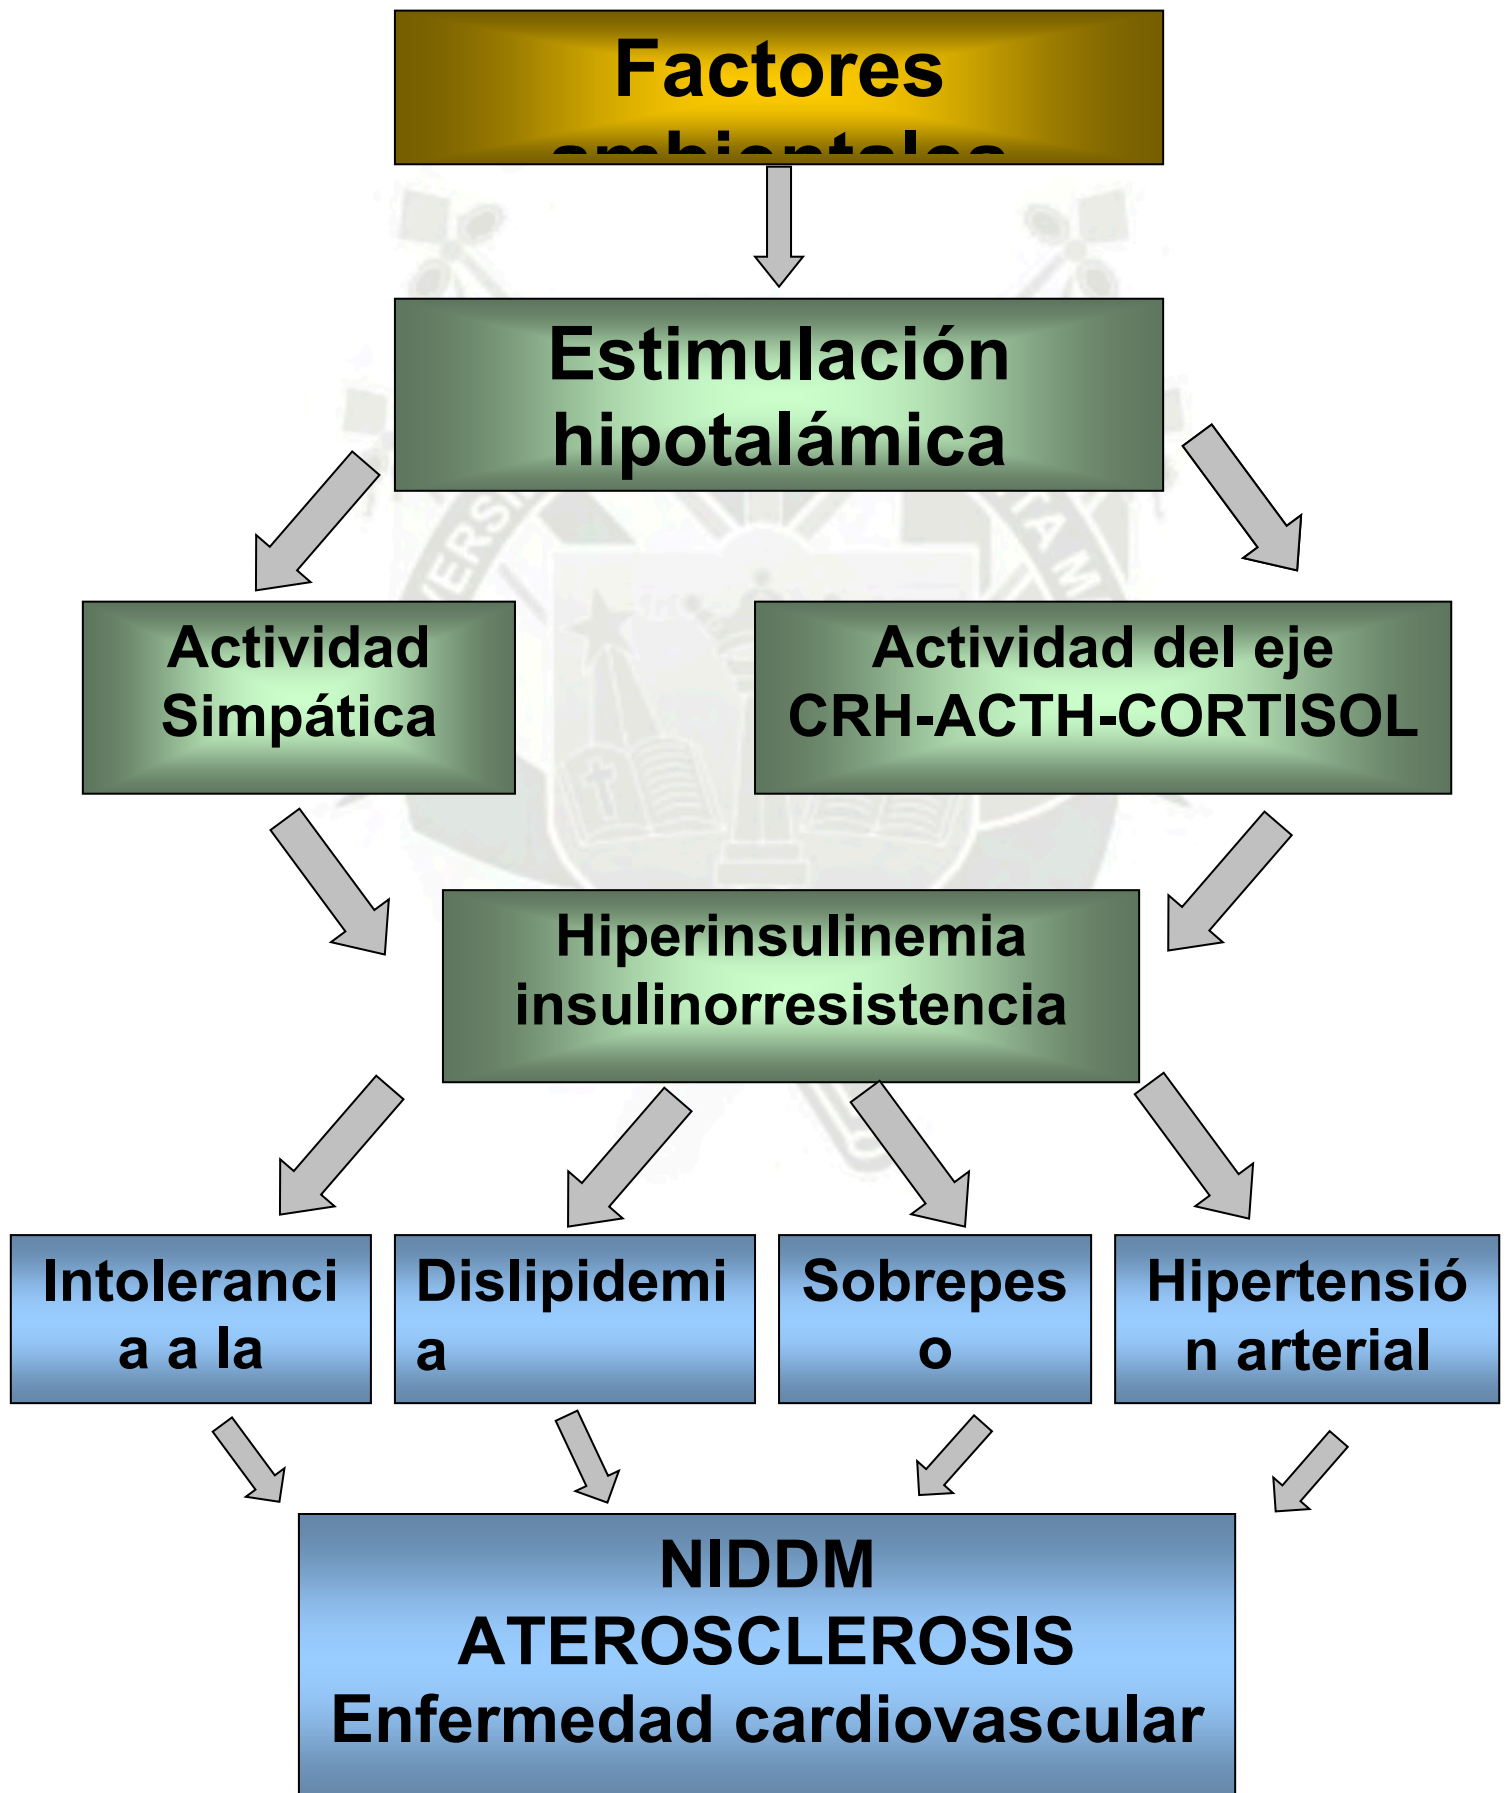 Factores
ambientales
Estimulación
hipotalámica
Actividad
Simpática
Actividad del eje
CRH-ACTH-CORTISOL
Hiperinsulinemia
insulinorresistencia
Intoleranci
a a la
Dislipidemi
a
Sobrepes
o
Hipertensió
n arterial
NIDDM
ATEROSCLEROSIS
Enfermedad cardiovascular